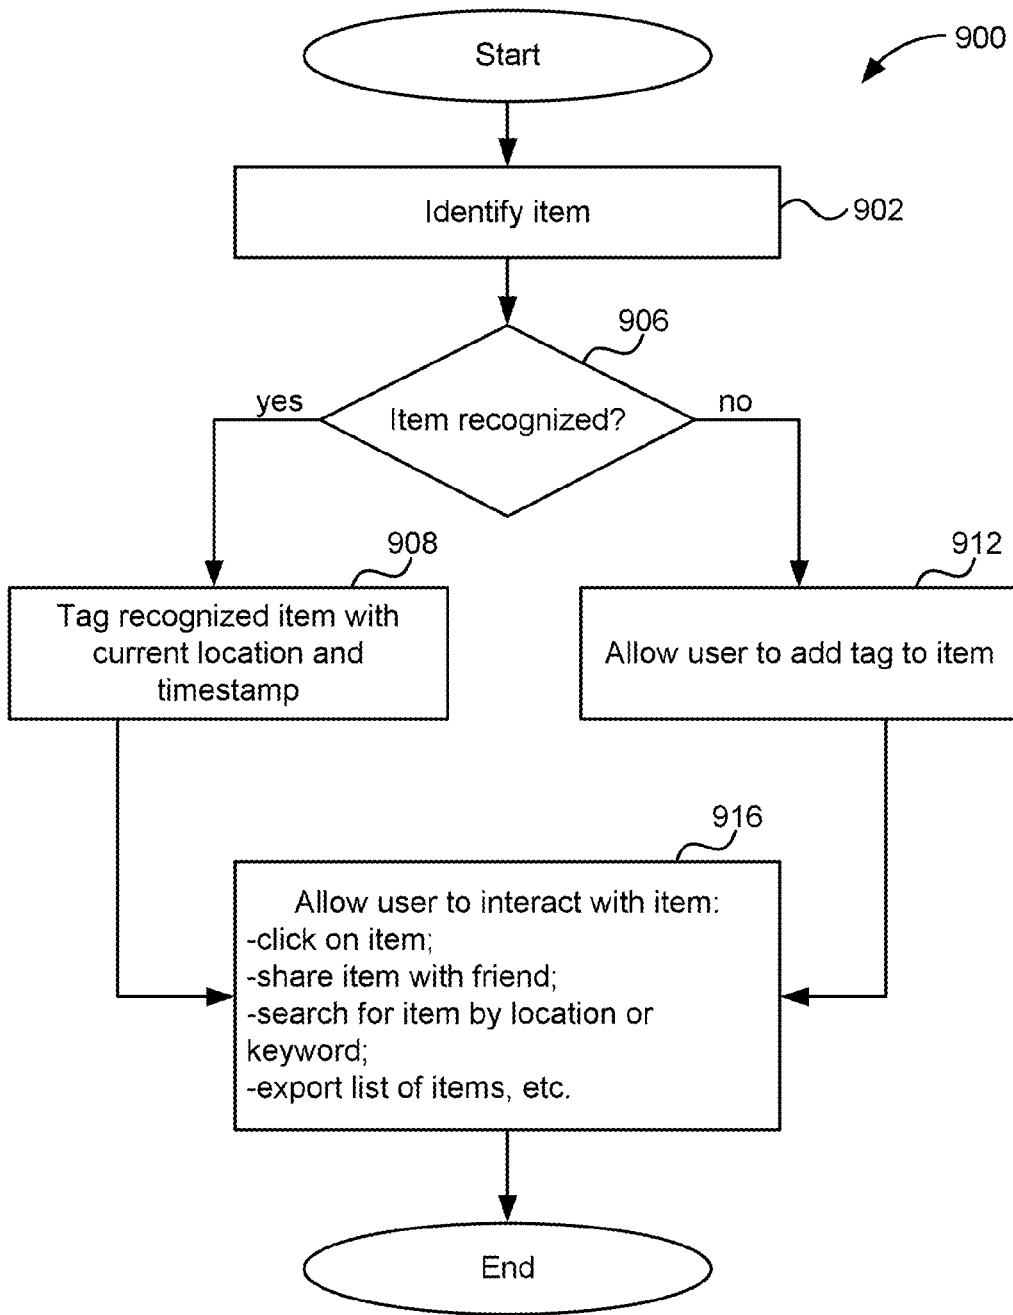 Start
900
Identify item
902
906
yes
Item recognized?
no
908
912
Tag recognized item with
current location and
timestamp
Allow user to add tag to item
916
Allow user to interact with item:
-click on item;
-share item with friend;
-search for item by location or
keyword;
-export list of items, etc.
End